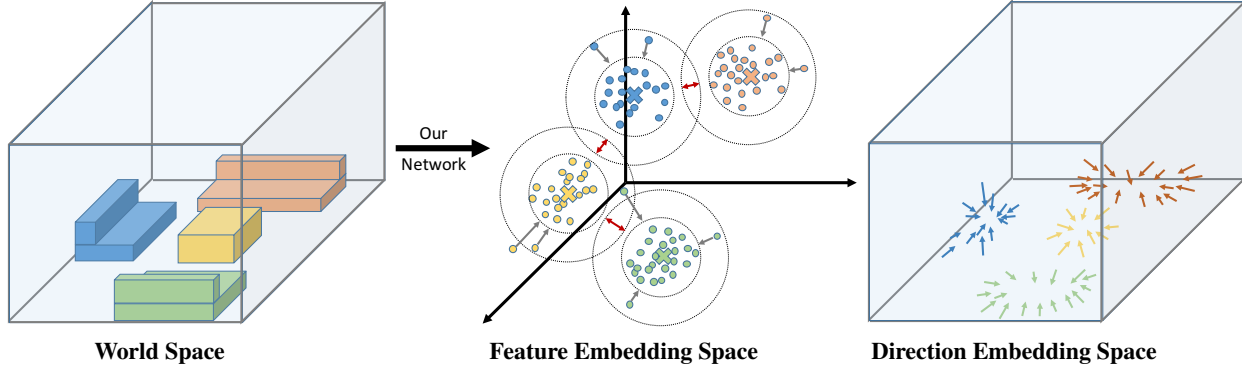 Our
Network
World Space
Feature Embedding Space
Direction Embedding Space